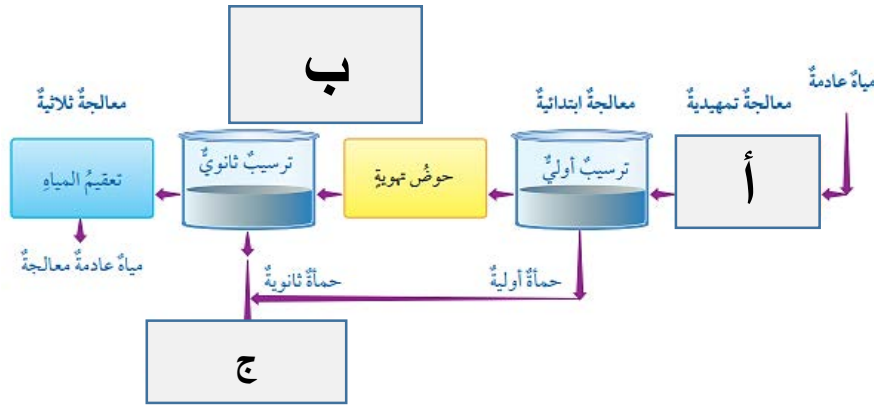 مياهٌ عادمةٌ
معالجةٌ تمهيديةٌ
معالجةٌ ابتدائيةٌ
ب
معالجةٌ ثلاثيةٌ
أ
ترسيبٌ أوليٌّ
حوضُ تهويةٍ
ترسيبٌ ثانويٌّ
تعقيمُ المياهِ
مياهٌ عادمةٌ معالجةٌ
حمأةٌ أوليةٌ
حمأةٌ ثانويةٌ
ج